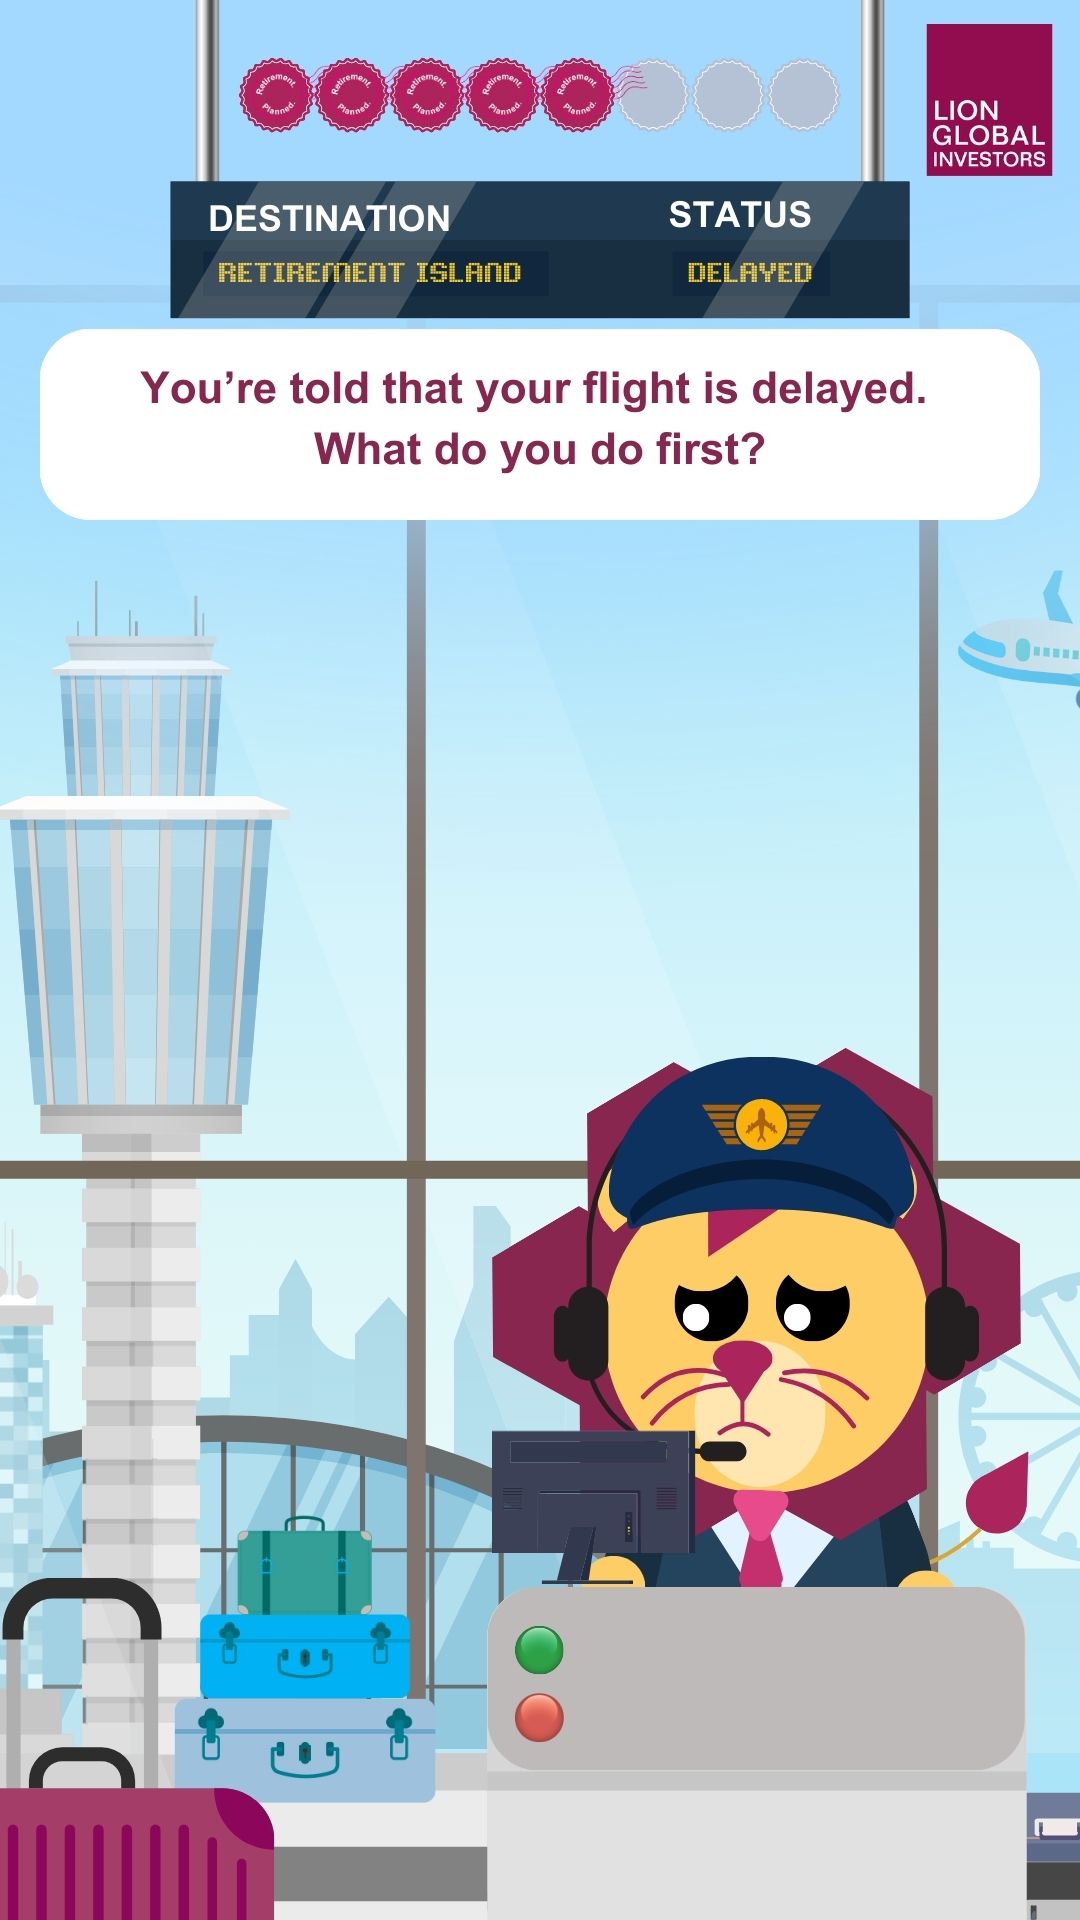 Retirement.
Planned.
Retirement.
Planned.
Retirement.
Planned.
Retirement.
Planned.
Retirement.
Planned.
LION
GLOBAL
INVESTORS
DESTINATION STATUS
RETIREMENT ISLAND DELAYED
You’re told that your flight is delayed.
What do you do first?